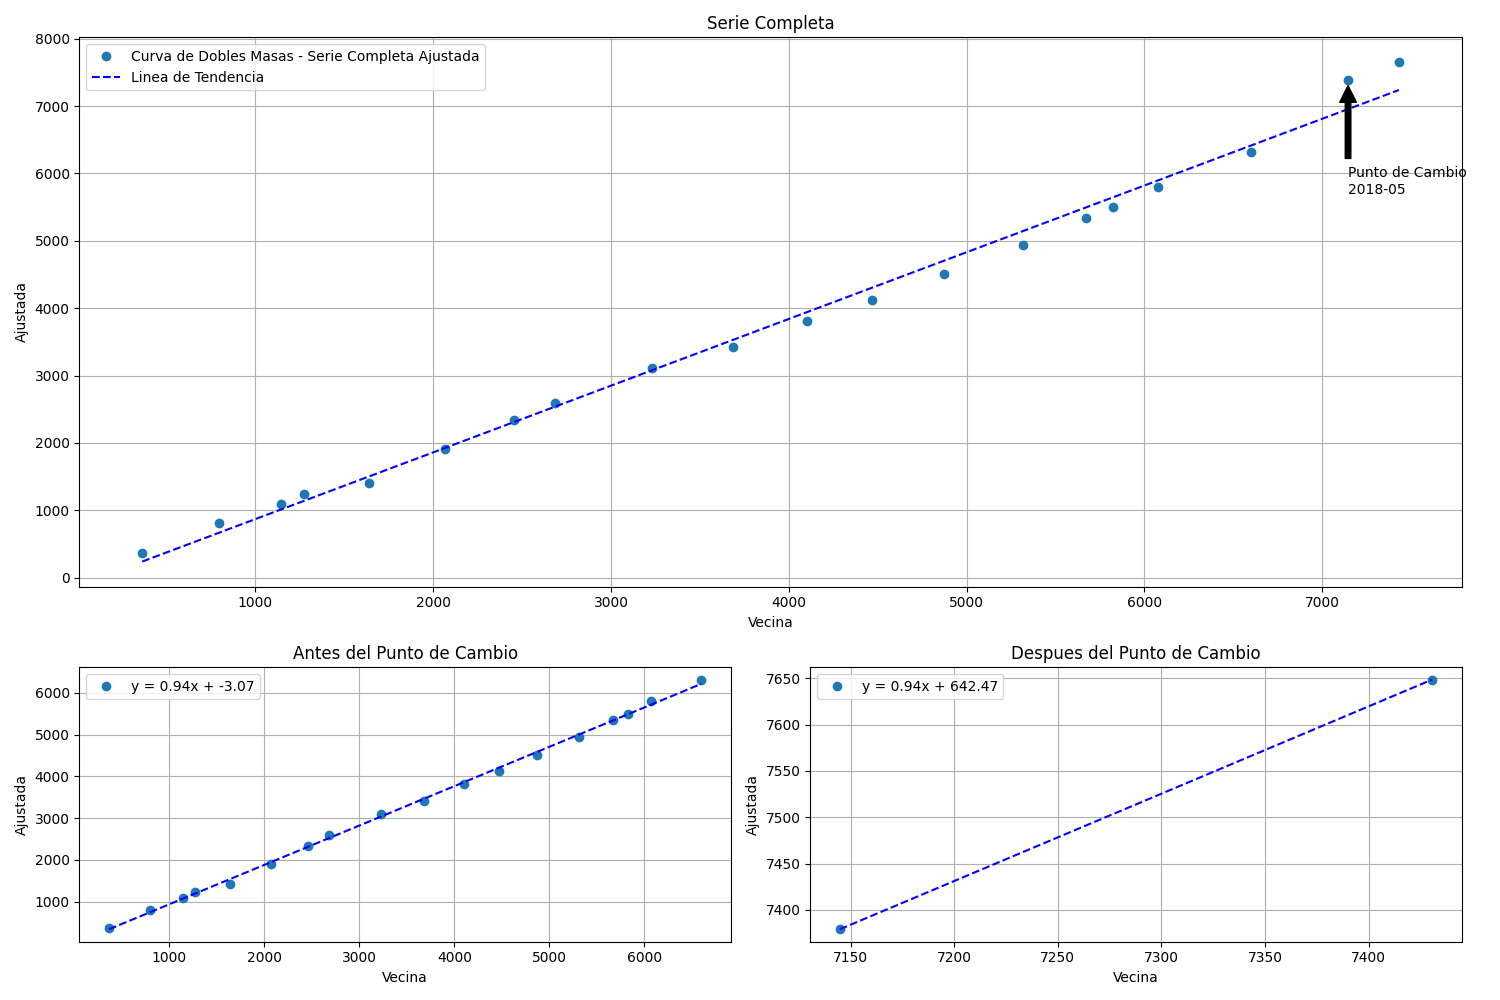 Serie Completa
Curva de Dobles Masas - Serie Completa Ajustada
Linea de Tendencia
8000
7000
6000
5000
4000
3000
2000
1000
0
Ajustada
Punto de Cambio
2018-05
1000 2000 3000 4000 5000 6000 7000
Vecina
Antes del Punto de Cambio
y = 0.94x + -3.07
6000
5000
4000
3000
2000
1000
Ajustada
1000 2000 3000 4000 5000 6000
Vecina
Despues del Punto de Cambio
y = 0.94x + 642.47
7650
7600
7550
7500
7450
7400
Ajustada
7150 7200 7250 7300 7350 7400
Vecina